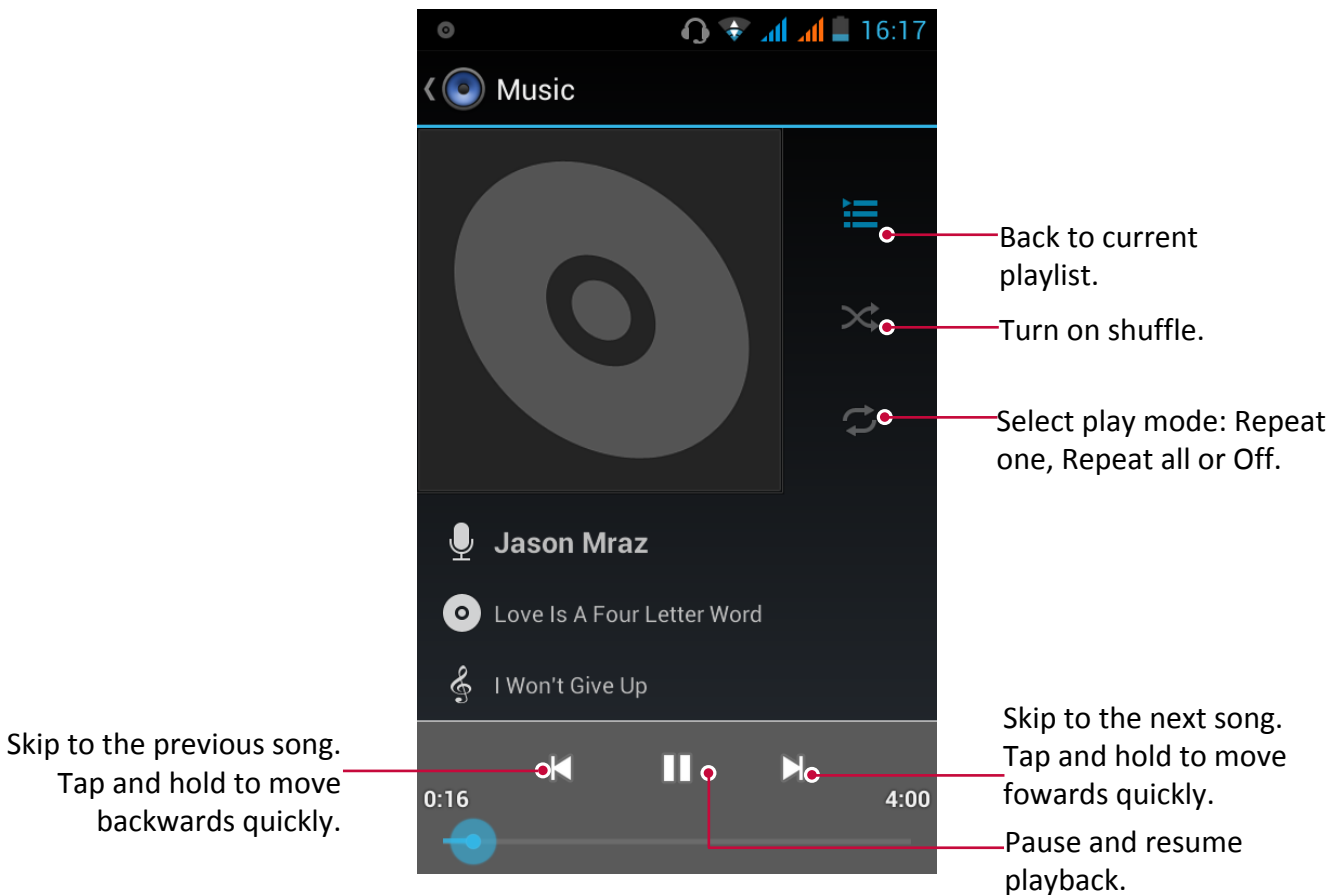 16:17
Music
Back to current
playlist.
Turn on shuffle.
Select play mode: Repeat
one, Repeat all or Off.
Jason Mraz
Love Is A Four Letter Word
I Won't Give Up
Skip to the previous song.
Tap and hold to move
backwards quickly.
0:16
4:00
Skip to the next song.
Tap and hold to move
fowards quickly.
Pause and resume
playback.